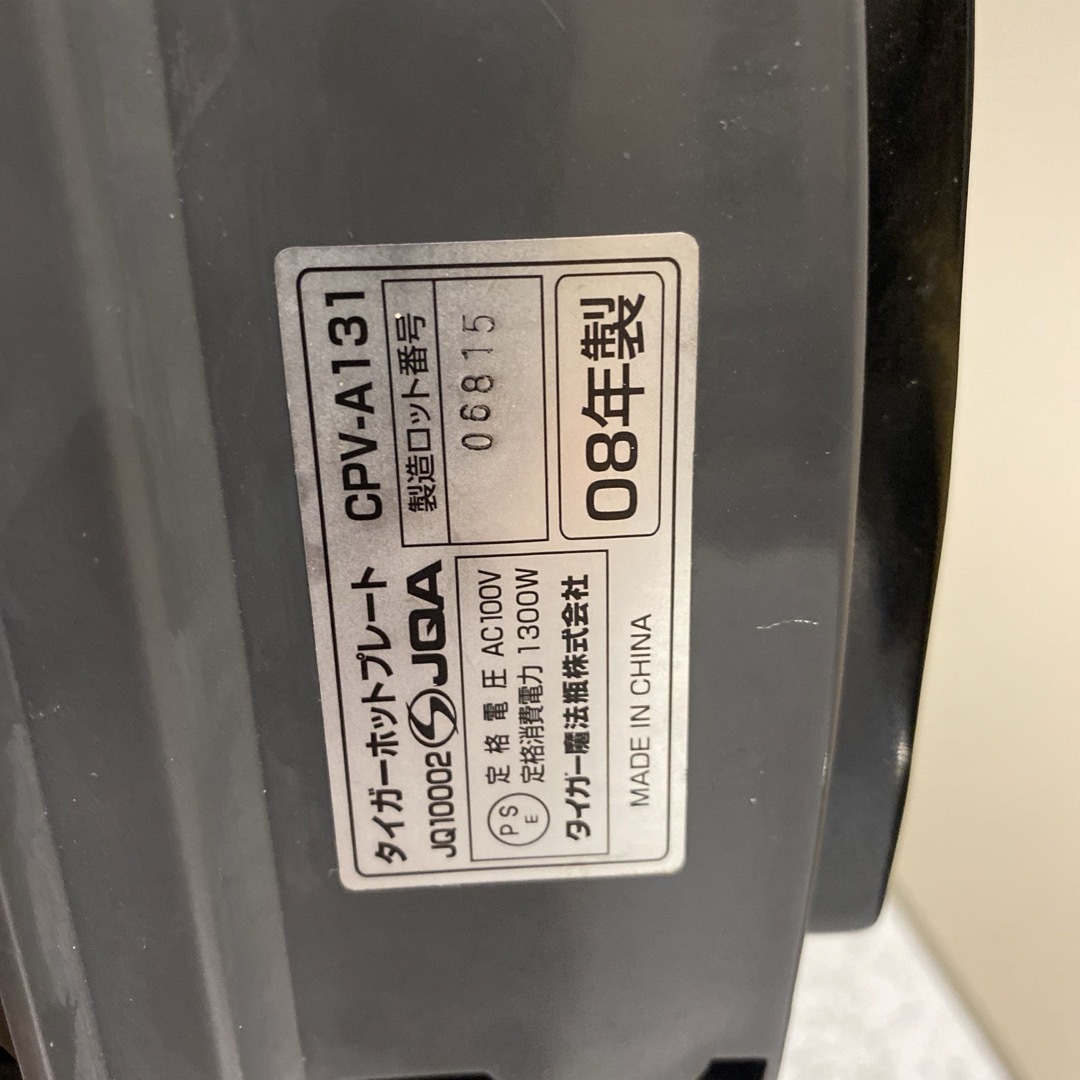 タイガーホットプレート CPV-A131
JQ10002 JQA
製造ロット番号
06815
PS
E
定格電圧 AC100V
定格消費電力 1300W
タイガー魔法瓶株式会社
08年製
MADE IN CHINA